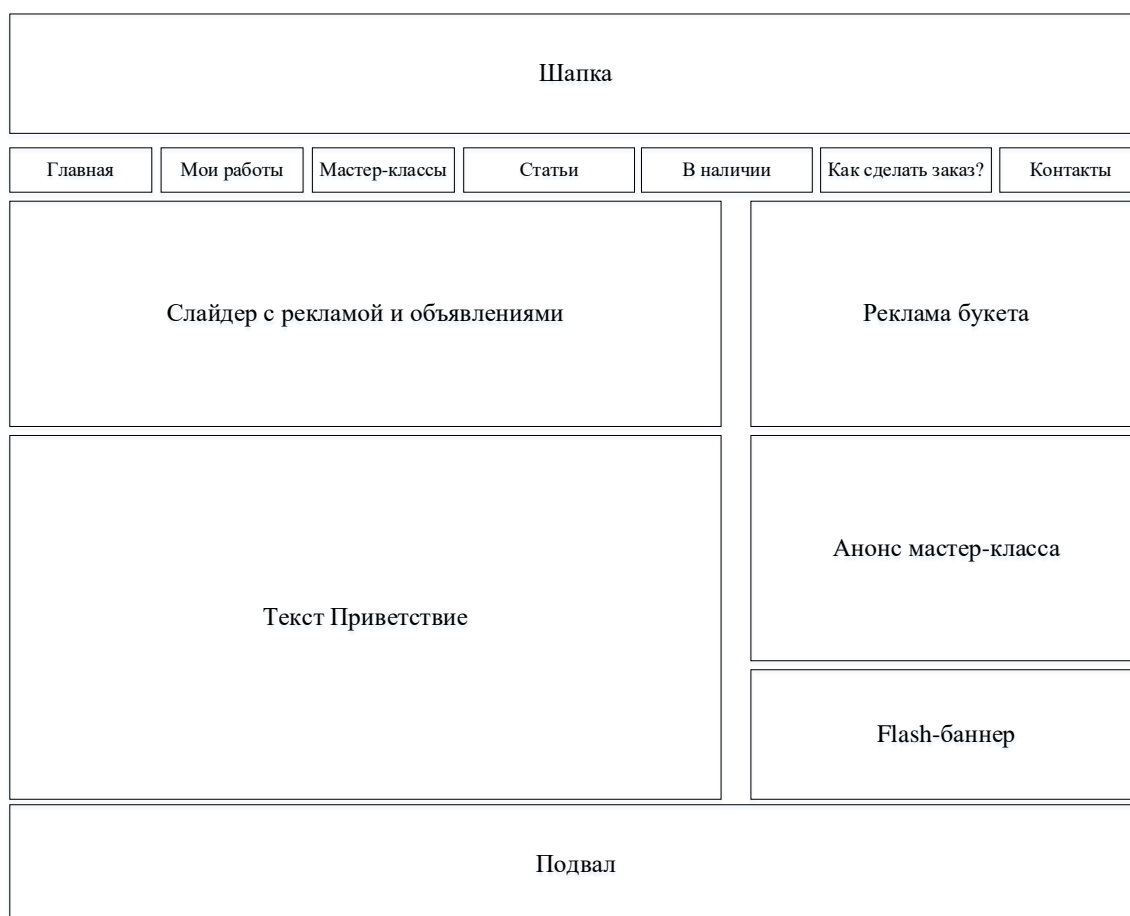 Шапка
Главная
Мои работы
Мастер-классы
Статьи
В наличии
Как сделать заказ?
Контакты
Слайдер с рекламой и объявлениями
Реклама букета
Анонс мастер-класса
Текст Приветствие
Flash-баннер
Подвал